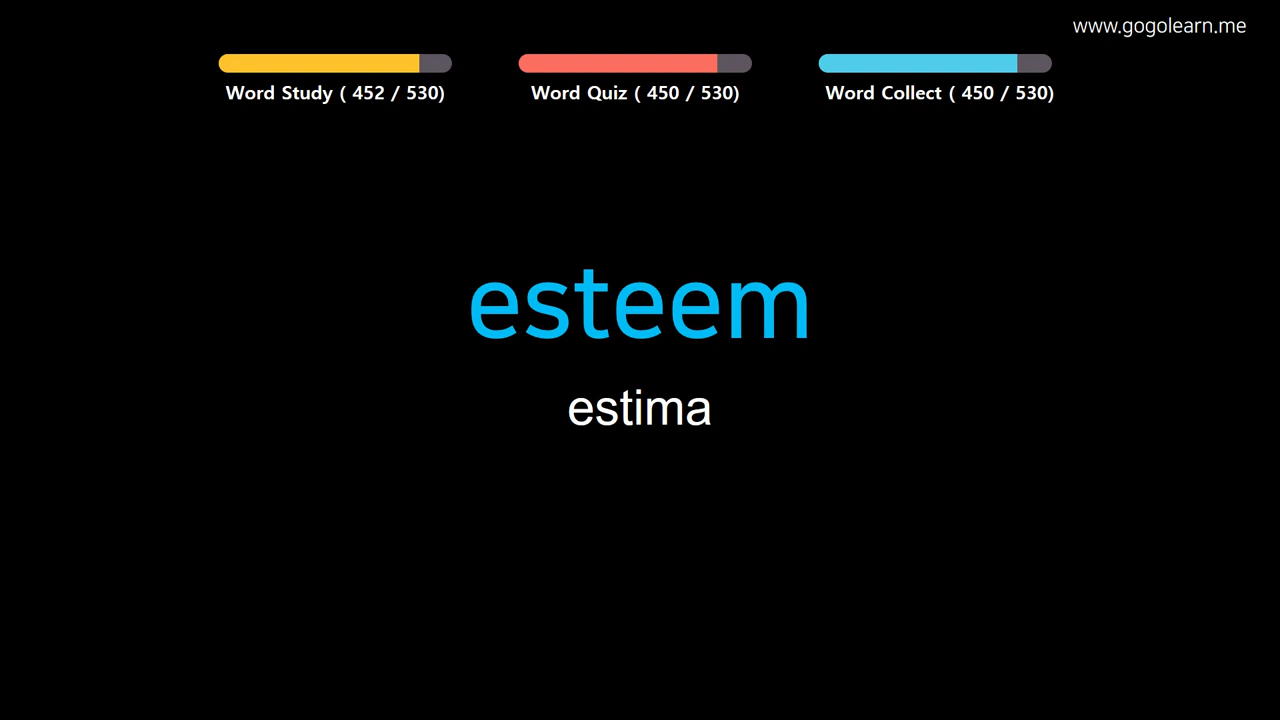 www.gogolearn.me
Word Study ( 452 / 530)
Word Quiz ( 450 / 530)
Word Collect ( 450 / 530)
esteem
estima